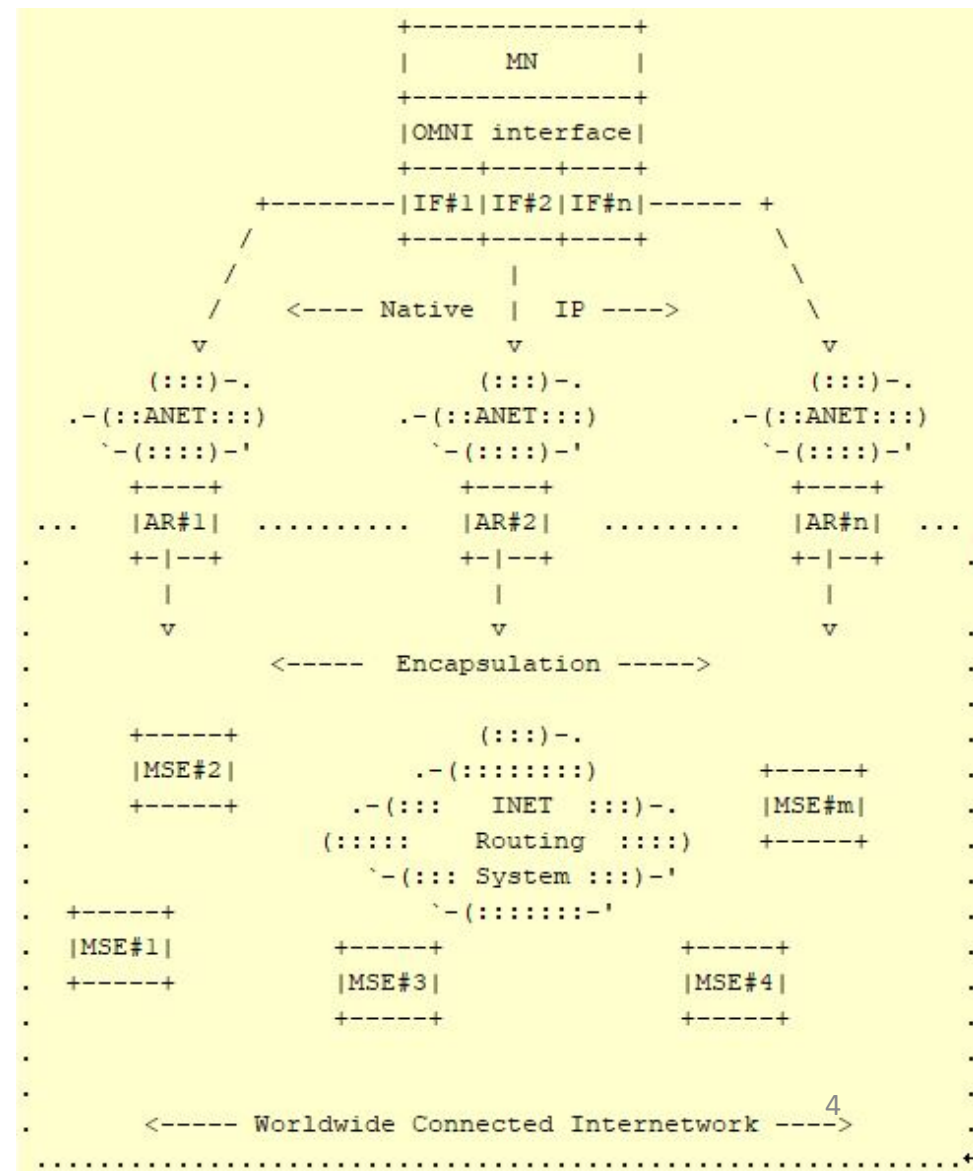 +--------------+
|      MN      |
+--------------+
|OMNI interface|
+----+----+----+
+--------|IF#1|IF#2|IF#n|------ +
/        +----+----+----+        \
/                 |                 \
/    <---- Native  |  IP ---->       \
v                   v                   v
(:::)-.             (:::)-.             (:::)-.
.-(::ANET:::)       .-(::ANET:::)       .-(::ANET:::)
`-(::::)-'          `-(::::)-'          `-(::::)-'
+----+              +----+              +----+
...  |AR#1|  ..........  |AR#2|  .........  |AR#n|  ...
.    +-|--+              +-|--+              +-|--+    .
.      |                   |                   |
.      v                   v                   v      .
.            <-----  Encapsulation ----->             .
.                                                     .
.    +-----+             (:::)-.                      .
.    |MSE#2|          .-(::::::::)        +-----+     .
.    +-----+      .-(:::   INET  :::)-.   |MSE#m|     .
.               (:::::    Routing  ::::)  +-----+     .
.                  `-(::: System :::)-'               .
.  +-----+             `-(:::::::-'                   .
.  |MSE#1|        +-----+             +-----+         .
.  +-----+        |MSE#3|             |MSE#4|         .
.                 +-----+             +-----+         .
.                                                     .
.                                                     .
.      <----- Worldwide Connected Internetwork ---->  .
4
...........................................................